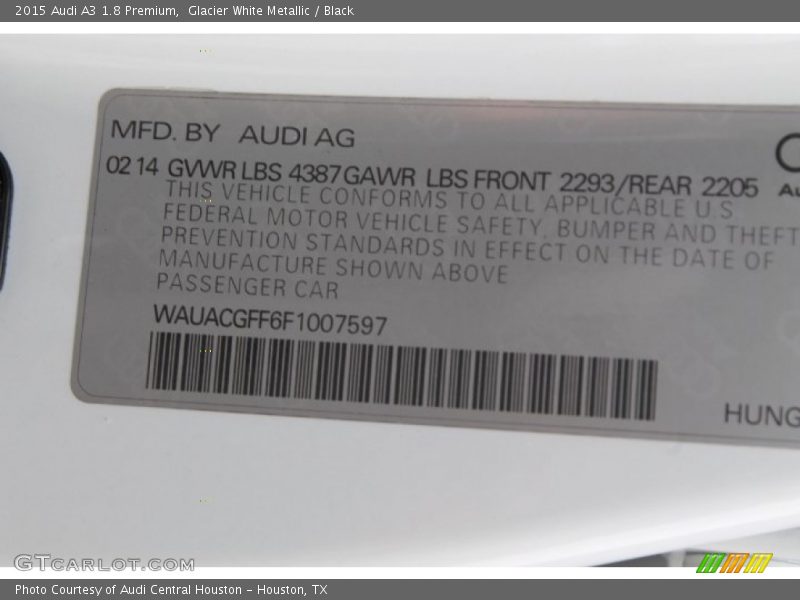 2015 Audi A3 1.8 Premium,  Glacier White Metallic / Black
MFD. BY AUDI AG
02 14 GVWR LBS 4387 GAWR LBS FRONT 2293/REAR 2205
THIS VEHICLE CONFORMS TO ALL APPLICABLE U.S
FEDERAL MOTOR VEHICLE SAFETY, BUMPER AND THEFT
PREVENTION STANDARDS IN EFFECT ON THE DATE OF
MANUFACTURE SHOWN ABOVE
PASSENGER CAR
WAUACGFF6F1007597
HUNG
GTcarlot.com
Photo Courtesy of Audi Central Houston - Houston, TX